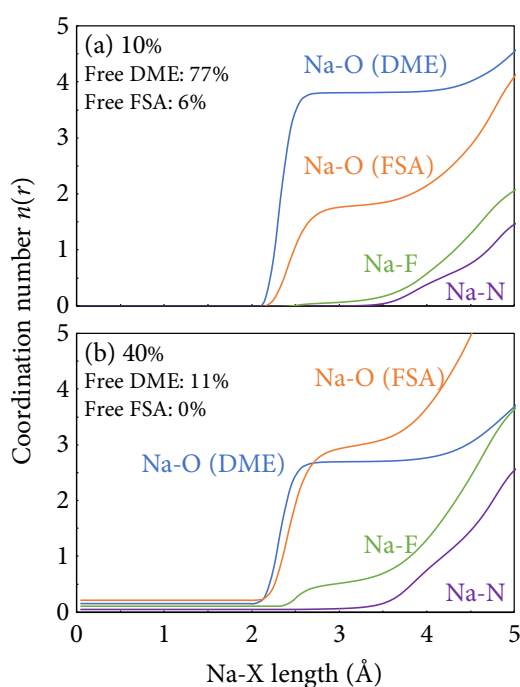 Coordination number n(r)
5
4
3
2
1
0
(a) 10%
Free DME: 77%
Free FSA: 6%
Na-O (DME)
Na-O (FSA)
Na-F
Na-N
5
4
3
2
1
0
(b) 40%
Free DME: 11%
Free FSA: 0%
Na-O (FSA)
Na-O (DME)
Na-F
Na-N
0 1 2 3 4 5
Na-X length (Å)